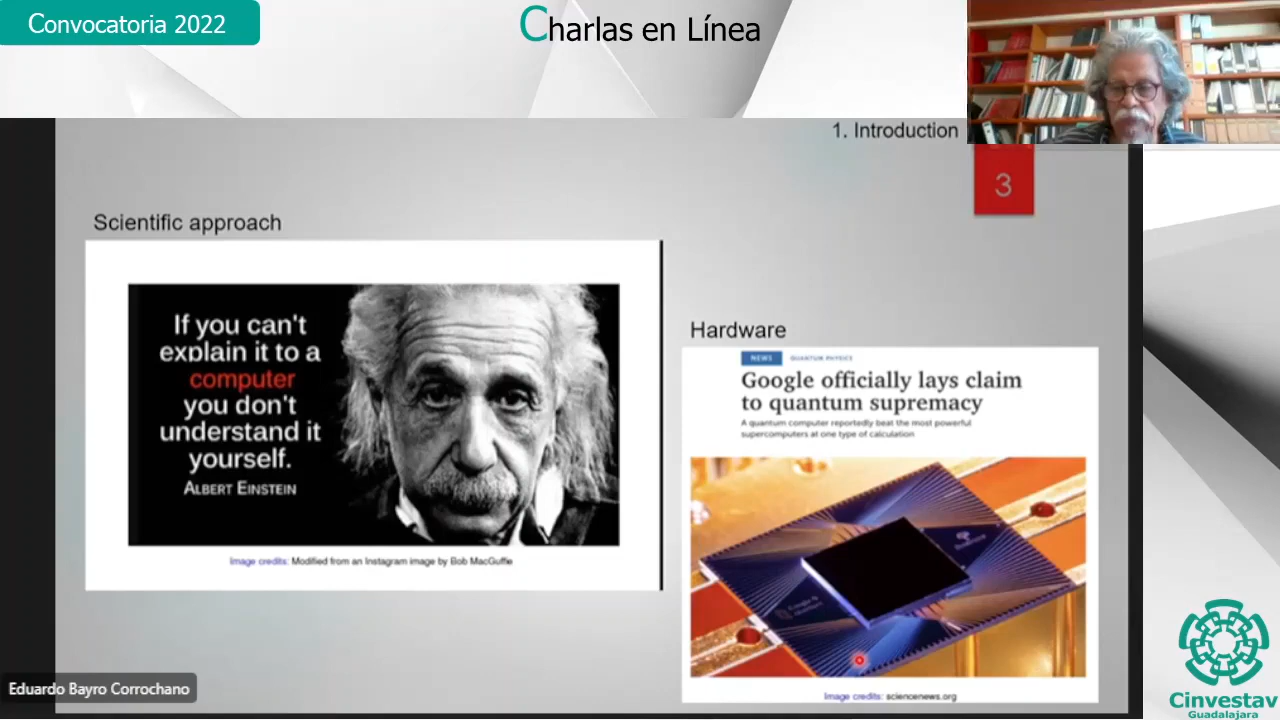 Convocatoria 2022
Charlas en Línea
1. Introduction
3
Scientific approach
If you can't
explain it to a
computer
you don't
understand it
yourself.
ALBERT EINSTEIN
Image credits: Modified from an Instagram image by Bob MacGuffie
Hardware
NEWS QUANTUM PHYSICS
Google officially lays claim
to quantum supremacy
A quantum computer reportedly beat the most powerful
supercomputers at one type of calculation
Image credits: sciencenews.org
Eduardo Bayro Corrochano
Cinvestav
Guadalajara